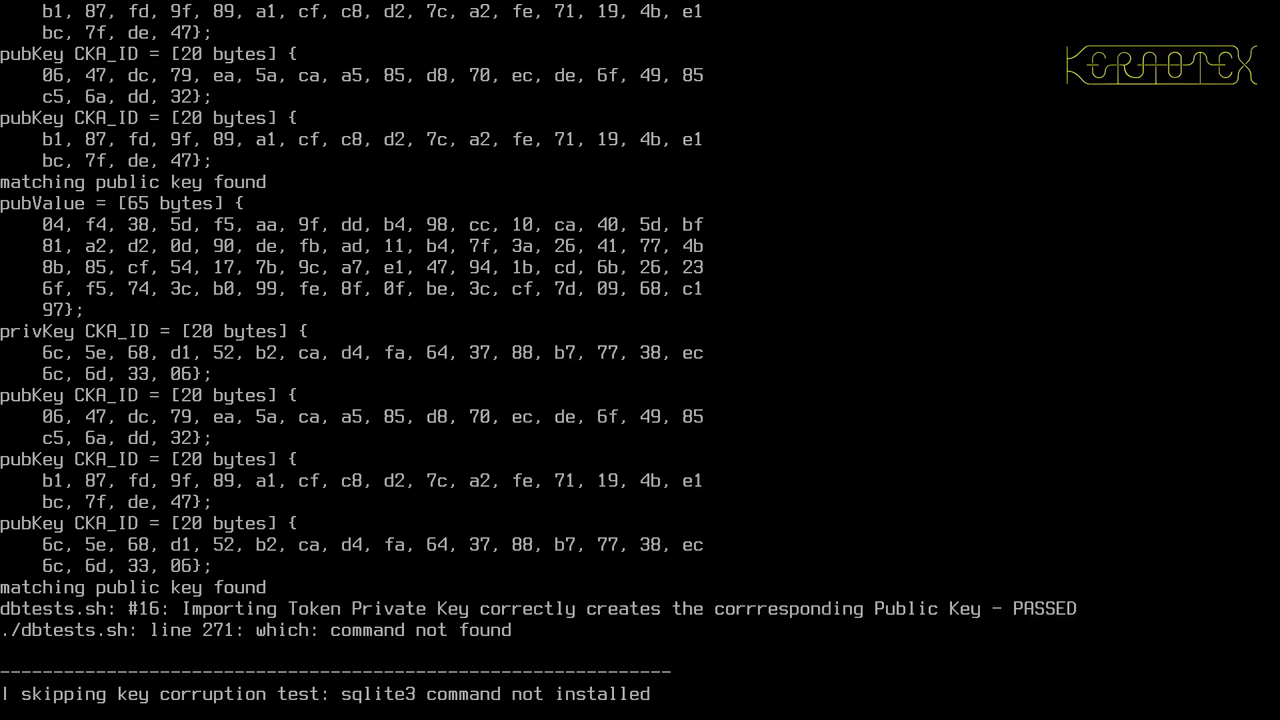 b1, 87, fd, 9f, 89, a1, cf, c8, d2, 7c, a2, fe, 71, 19, 4b, e1
    bc, 7f, de, 47};
pubKey CKA_ID = [20 bytes] {
    06, 47, dc, 79, ea, 5a, ca, a5, 85, d8, 70, ec, de, 6f, 49, 85
    c5, 6a, dd, 32};
pubKey CKA_ID = [20 bytes] {
    b1, 87, fd, 9f, 89, a1, cf, c8, d2, 7c, a2, fe, 71, 19, 4b, e1
    bc, 7f, de, 47};
matching public key found
pubValue = [65 bytes] {
    04, f4, 38, 5d, f5, aa, 9f, dd, b4, 98, cc, 10, ca, 40, 5d, bf
    81, a2, d2, 0d, 90, de, fb, ad, 11, b4, 7f, 3a, 26, 41, 77, 4b
    8b, 85, cf, 54, 17, 7b, 9c, a7, e1, 47, 94, 1b, cd, 6b, 26, 23
    6f, f5, 74, 3c, b0, 99, fe, 8f, 0f, be, 3c, cf, 7d, 09, 68, c1
    97};
privKey CKA_ID = [20 bytes] {
    6c, 5e, 68, d1, 52, b2, ca, d4, fa, 64, 37, 88, b7, 77, 38, ec
    6c, 6d, 33, 06};
pubKey CKA_ID = [20 bytes] {
    06, 47, dc, 79, ea, 5a, ca, a5, 85, d8, 70, ec, de, 6f, 49, 85
    c5, 6a, dd, 32};
pubKey CKA_ID = [20 bytes] {
    b1, 87, fd, 9f, 89, a1, cf, c8, d2, 7c, a2, fe, 71, 19, 4b, e1
    bc, 7f, de, 47};
pubKey CKA_ID = [20 bytes] {
    6c, 5e, 68, d1, 52, b2, ca, d4, fa, 64, 37, 88, b7, 77, 38, ec
    6c, 6d, 33, 06};
matching public key found
dbtests.sh: #16: Importing Token Private Key correctly creates the corrresponding Public Key - PASSED
./dbtests.sh: line 271: which: command not found

---------------------------------------------------------------
| skipping key corruption test: sqlite3 command not installed